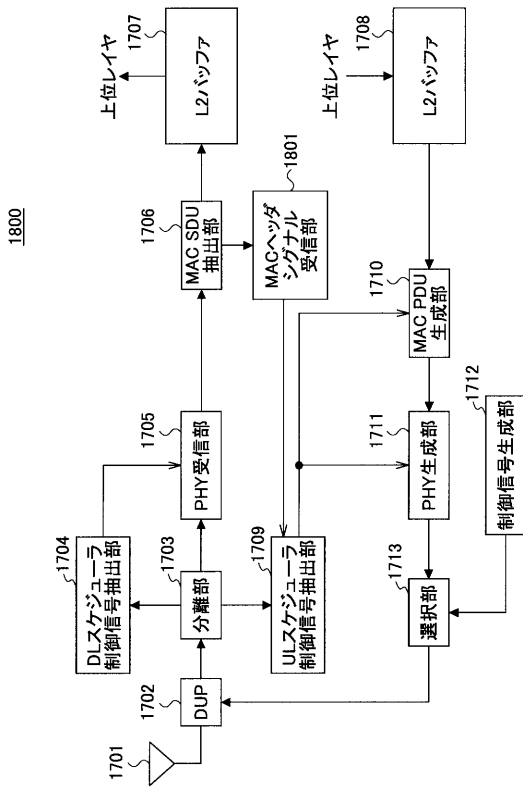 1800
上位レイヤ
1707
L2バッファ
1706
MAC SDU
抽出部
1801
MACヘッダ
シグナル
受信部
1705
PHY受信部
1704
DLスケジューラ
制御信号抽出部
1703
分離部
1709
ULスケジューラ
制御信号抽出部
1702
DUP
1701
上位レイヤ
1708
L2バッファ
1710
MAC PDU
生成部
1711
PHY生成部
1712
制御信号生成部
1713
選択部